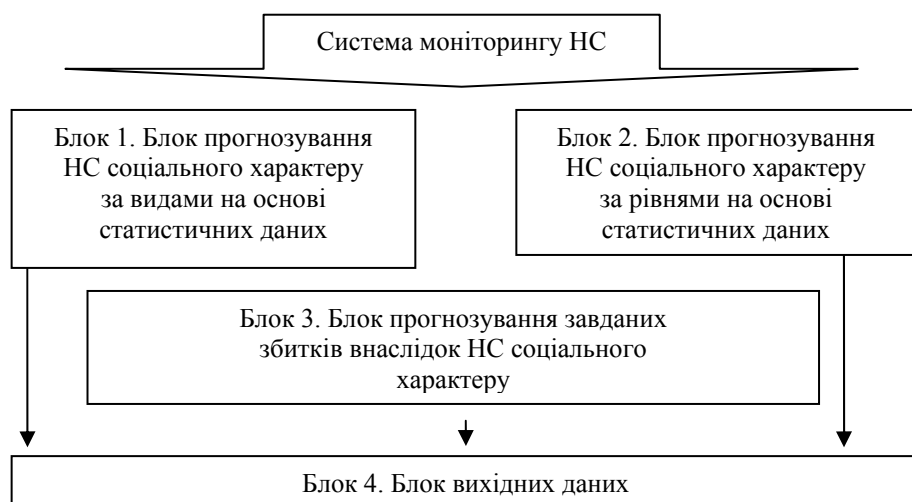 Система моніторингу НС
Блок 1. Блок прогнозування
НС соціального характеру
за видами на основі
статистичних даних
Блок 2. Блок прогнозування
НС соціального характеру
за рівнями на основі
статистичних даних
Блок 3. Блок прогнозування завданих
збитків внаслідок НС соціального
характеру
Блок 4. Блок вихідних даних